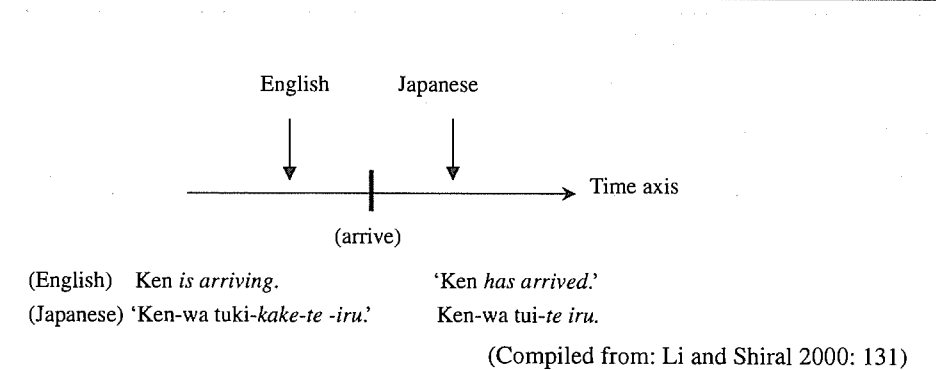 English Japanese
Time axis
(arrive)
(English) Ken is arriving. ‘Ken has arrived.’
(Japanese) ‘Ken-wa tuki-kake-te -iru.’ Ken-wa tui-te iru.
(Compiled from: Li and Shiral 2000: 131)